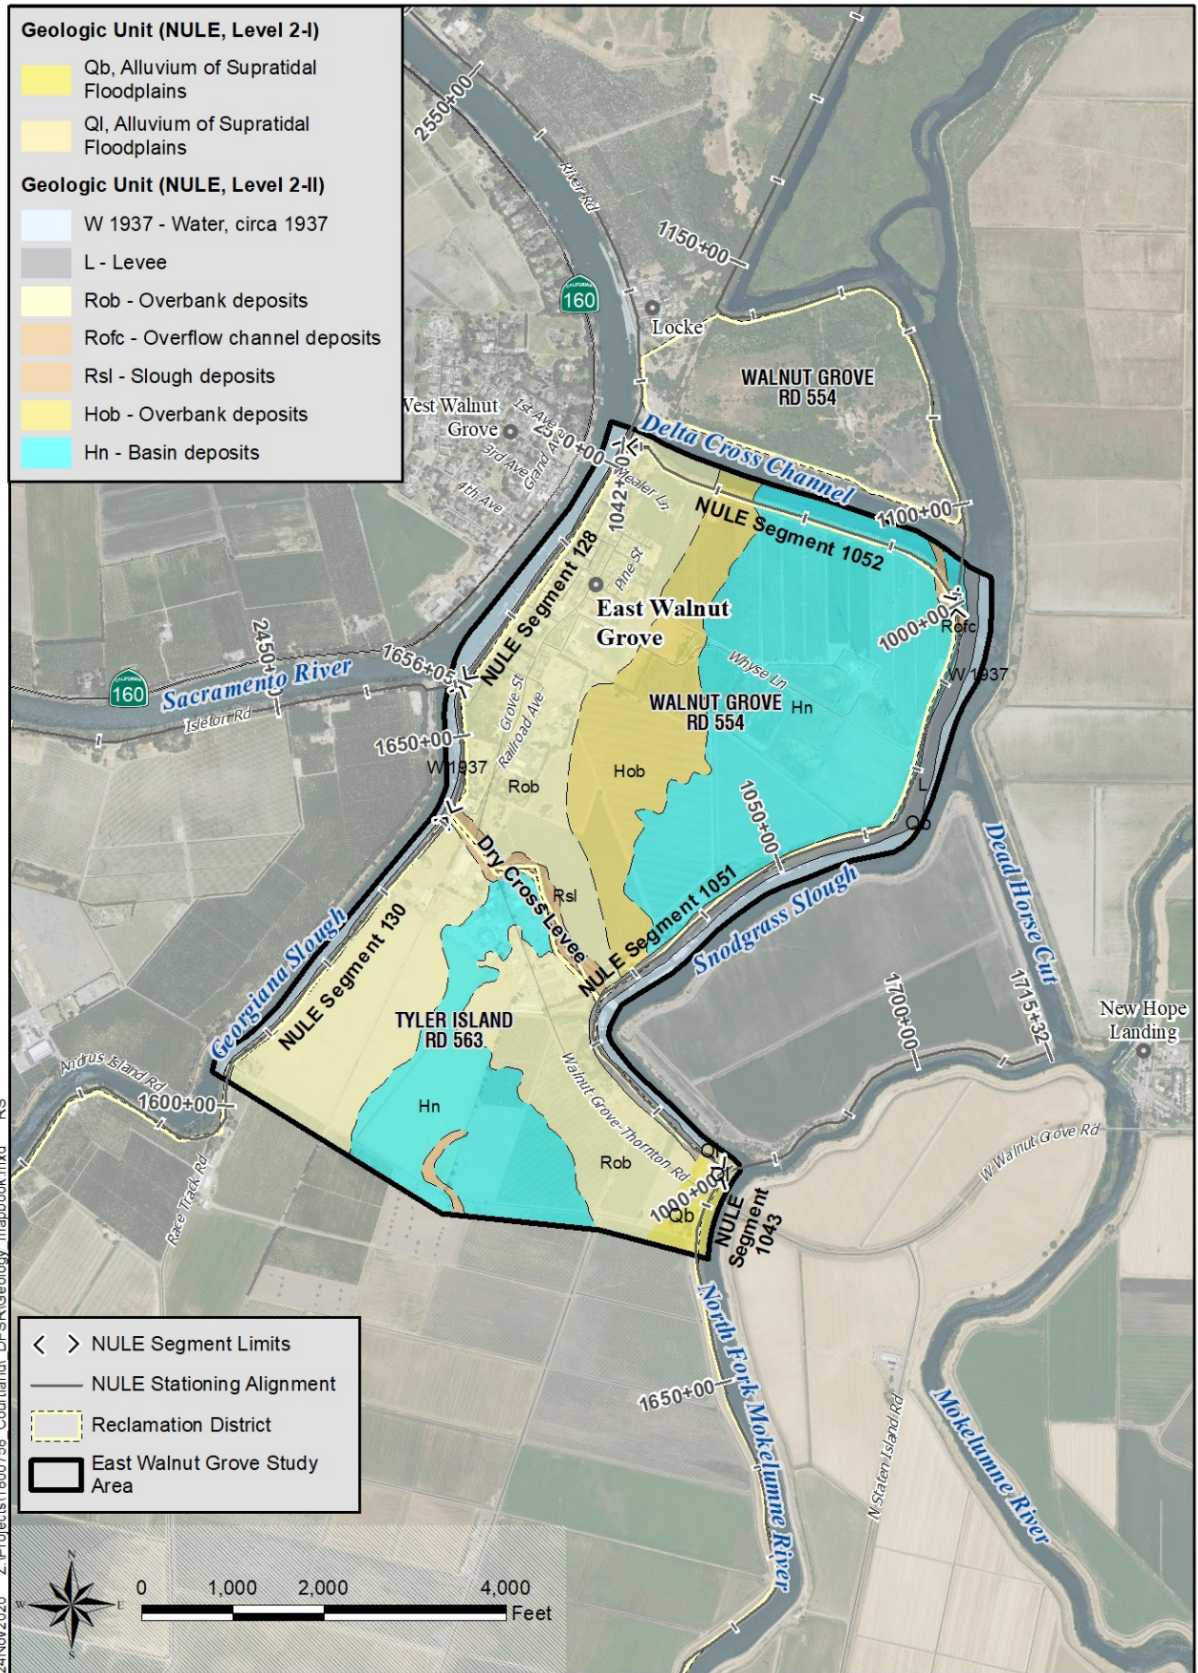 Geologic Unit (NULE, Level 2-I)
Qb, Alluvium of Supratidal
Floodplains
Ql, Alluvium of Supratidal
Floodplains
Geologic Unit (NULE, Level 2-II)
W 1937 - Water, circa 1937
L - Levee
Rob - Overbank deposits
Rofc - Overflow channel deposits
Rsl - Slough deposits
Hob - Overbank deposits
Hn - Basin deposits
2550+00
River Rd
1150+00
CALIFORNIA
160
Locke
WALNUT GROVE
RD 554
West Walnut
Grove
1st Ave
3rd Ave
Grand Ave
4th Ave
Delta Cross Channel
1042+
Mealer Ln
NULE Segment 1052
1100+00
NULE Segment 128
Pine St
East Walnut
Grove
1000+00
Rofc
2450+00
1656+05
Whyse Ln
W 1937
160
Sacramento River
Isleton Rd
Grove St
Railroad Ave
WALNUT GROVE
RD 554
Hn
1650+00
W 1937
Rob
Hob
L
Qb
1050+00
Dead Horse Cut
Dry Cross Levee
Rsl
NULE Segment 1051
Snodgrass Slough
NULE Segment 130
Georgiana Slough
1700+00
1715+32
New Hope
Landing
TYLER ISLAND
RD 563
Andrus Island Rd
1600+00
Hn
Walnut Grove-Thornton Rd
W Walnut Grove Rd
Rob
Ql
Ql
1000+00
Qb
NULE
Segment
1043
Race Track Rd
North Fork Mokelumne River
1650+00
N Staten Island Rd
Mokelumne River
NULE Segment Limits
NULE Stationing Alignment
Reclamation District
East Walnut Grove Study
Area
N
W
E
S
0
1,000
2,000
4,000
Feet